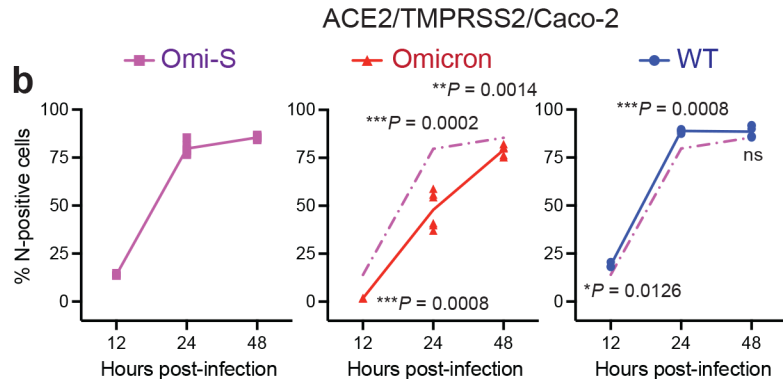 ACE2/TMPRSS2/Caco-2
b
Omi-S
Omicron
WT
% N-positive cells
100
75
50
25
0
12
24
48
Hours post-infection
100
75
50
25
0
**P = 0.0014
***P = 0.0002
***P = 0.0008
12
24
48
Hours post-infection
100
75
50
25
0
***P = 0.0008
ns
*P = 0.0126
12
24
48
Hours post-infection